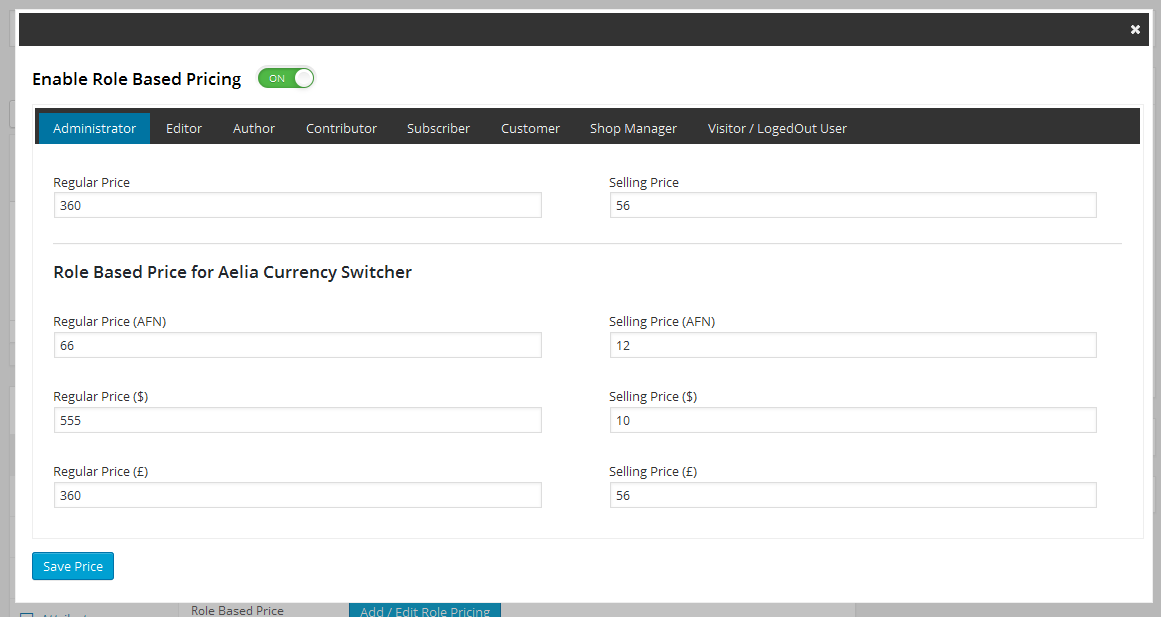 Enable Role Based Pricing ON
Administrator Editor Author Contributor Subscriber Customer Shop Manager Visitor / LogedOut User
Regular Price Selling Price
360 56
Role Based Price for Aelia Currency Switcher
Regular Price (AFN) Selling Price (AFN)
66 12
Regular Price ($) Selling Price ($)
555 10
Regular Price (£) Selling Price (£)
360 56
Save Price
Role Based Price Add / Edit Role Pricing